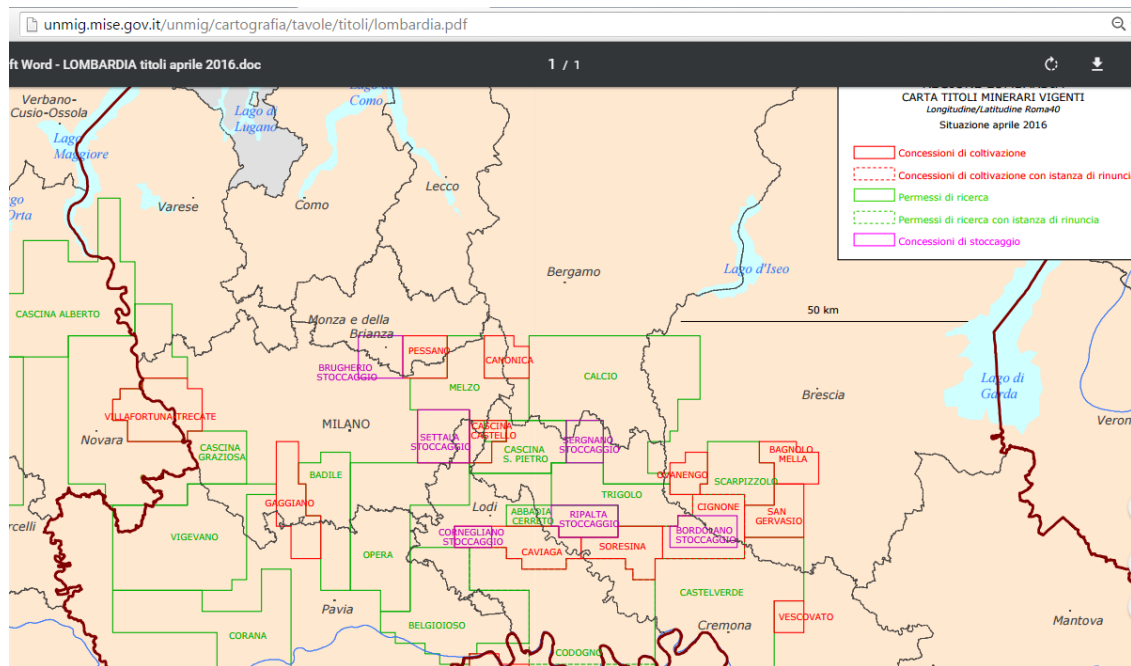 unmig.mise.gov.it/unmig/cartografia/tavole/titoli/lombardia.pdf
ft Word - LOMBARDIA titoli aprile 2016.doc
1 / 1
CARTA TITOLI MINERARI VIGENTI
Longitudine/Latitudine Roma40
Situazione aprile 2016
Concessioni di coltivazione
Concessioni di coltivazione con istanza di rinunci
Permessi di ricerca
Permessi di ricerca con istanza di rinuncia
Concessioni di stoccaggio
Verbano-
Cusio-Ossola
Lago
Maggiore
Lago di
Lugano
Lago di
Como
go
Orta
Varese
Como
Lecco
Bergamo
Lago d'Iseo
50 km
CASCINA ALBERTO
Monza e della
Brianza
PESSANO
CANONICA
BRUGHERIO
STOCCAGGIO
MELZO
CALCIO
Lago di
Garda
Brescia
Veron
VILLAFORTUNA TRECATE
Novara
MILANO
SETTALA
STOCCAGGIO
CASCINA
CASTELLO
SERGNANO
STOCCAGGIO
CASCINA
S. PIETRO
CASCINA
GRAZIOSA
BADILE
BAGNOLO
MELLA
OVANENGO
SCARPIZZOLO
TRIGOLO
GAGGIANO
Lodi
ABBADIA
CERRETO
RIPALTA
STOCCAGGIO
CIGNONE
SAN
GERVASIO
rcelli
VIGEVANO
CORNEGLIANO
STOCCAGGIO
BORDOLANO
STOCCAGGIO
OPERA
CAVIAGA
SORESINA
CASTELVERDE
Pavia
BELGIOIOSO
VESCOVATO
Mantova
CORANA
Cremona
CODOGNO